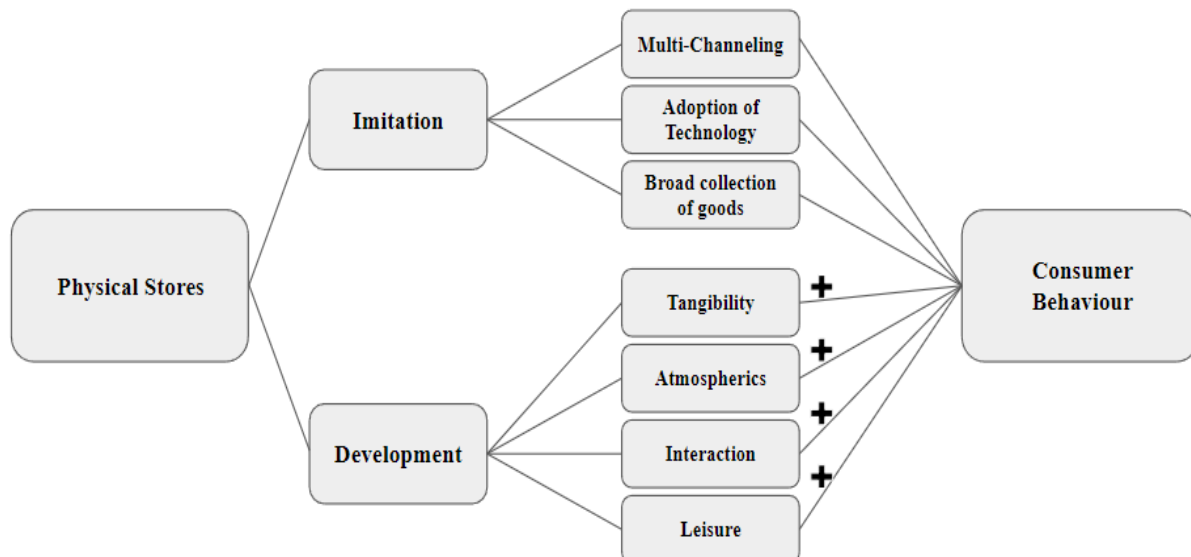 Multi-Channeling
Imitation
Adoption of
Technology
Broad collection
of goods
Physical Stores
Consumer
Behaviour
Tangibility
+
Atmospherics
+
Development
Interaction
+
Leisure
+